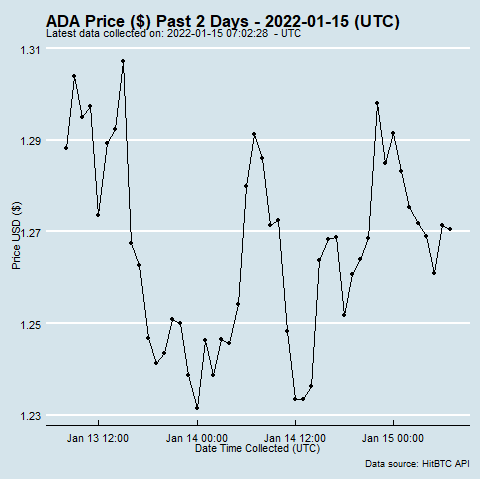 ADA Price ($) Past 2 Days - 2022-01-15 (UTC)
Latest data collected on: 2022-01-15 07:02:28 - UTC
1.31
1.29
1.27
1.25
1.23
Price USD ($)
Jan 13 12:00
Jan 14 00:00
Jan 14 12:00
Jan 15 00:00
Date Time Collected (UTC)
Data source: HitBTC API